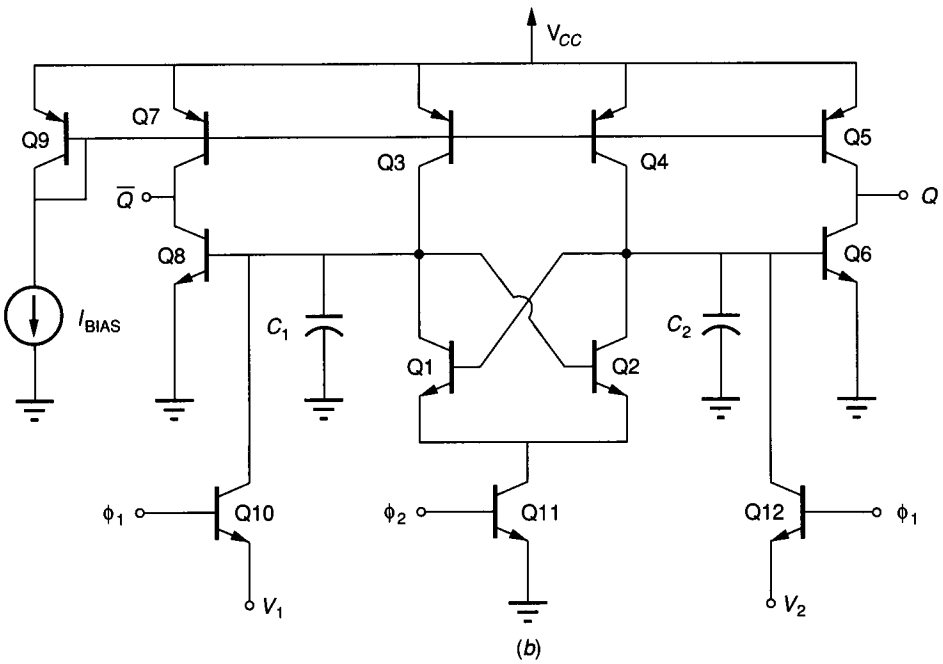 V_CC
Q9
Q7
Q3
Q4
Q5
Q̅
Q
Q8
Q6
I_BIAS
C_1
C_2
Q1
Q2
ϕ_1
Q10
ϕ_2
Q11
Q12
ϕ_1
V_1
V_2
(b)